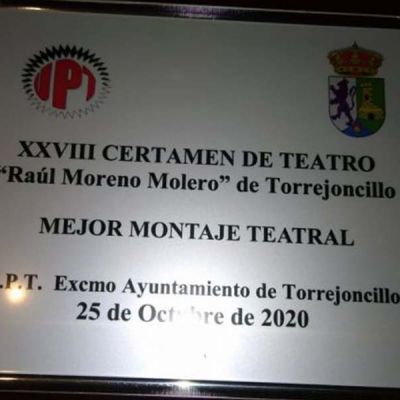 IPT
XXVIII CERTAMEN DE TEATRO
"Raúl Moreno Molero" de Torrejoncillo
MEJOR MONTAJE TEATRAL
.P.T. Excmo Ayuntamiento de Torrejoncillo
25 de Octubre de 2020